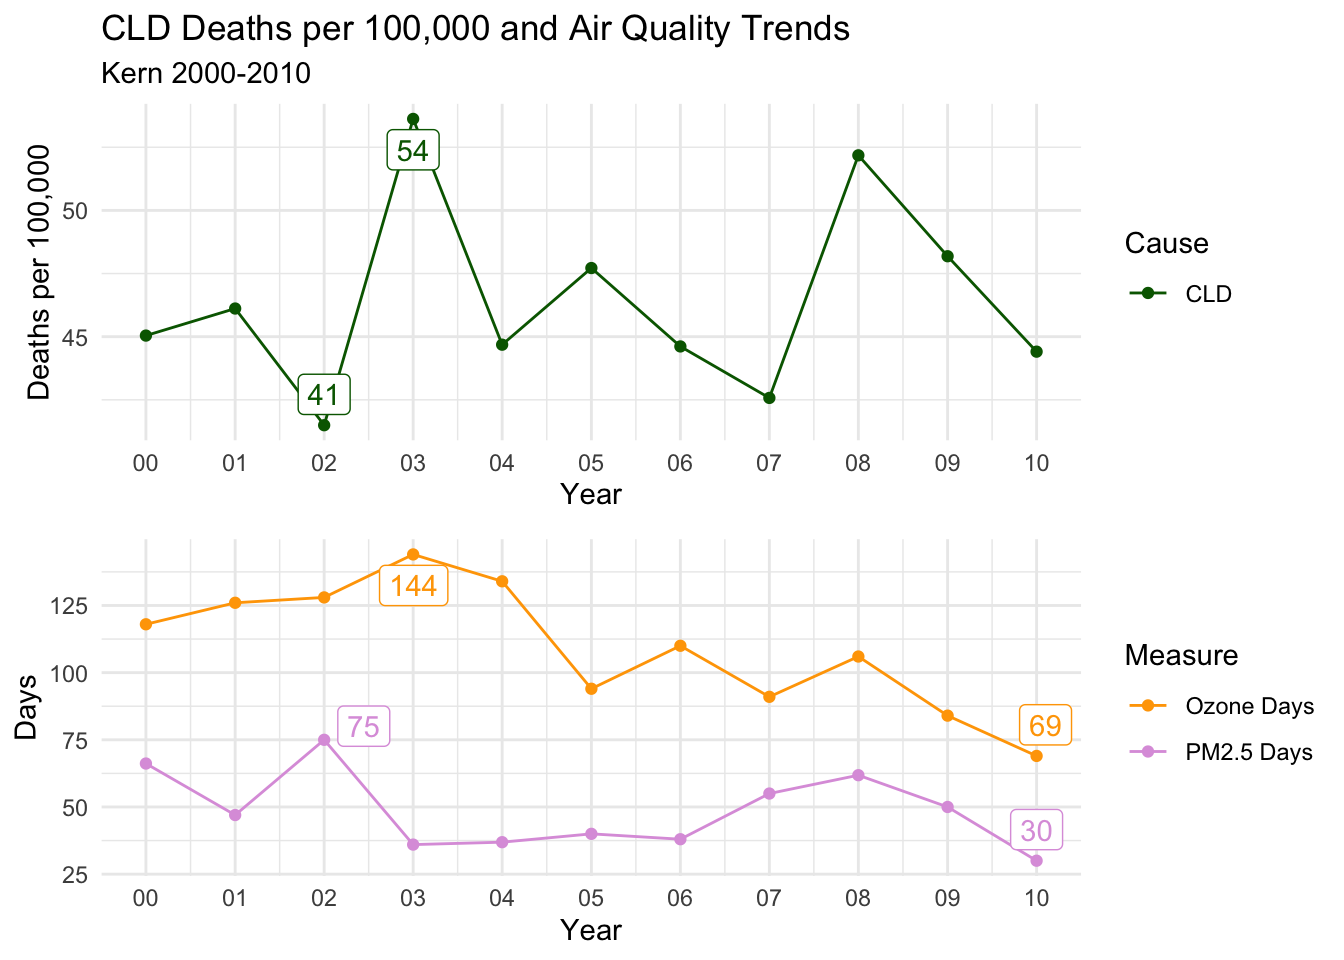 CLD Deaths per 100,000 and Air Quality Trends
Kern 2000-2010
Deaths per 100,000
50
45
54
41
00 01 02 03 04 05 06 07 08 09 10
Year
Cause
CLD
Days
125
100
75
50
25
144
75
69
30
00 01 02 03 04 05 06 07 08 09 10
Year
Measure
Ozone Days
PM2.5 Days